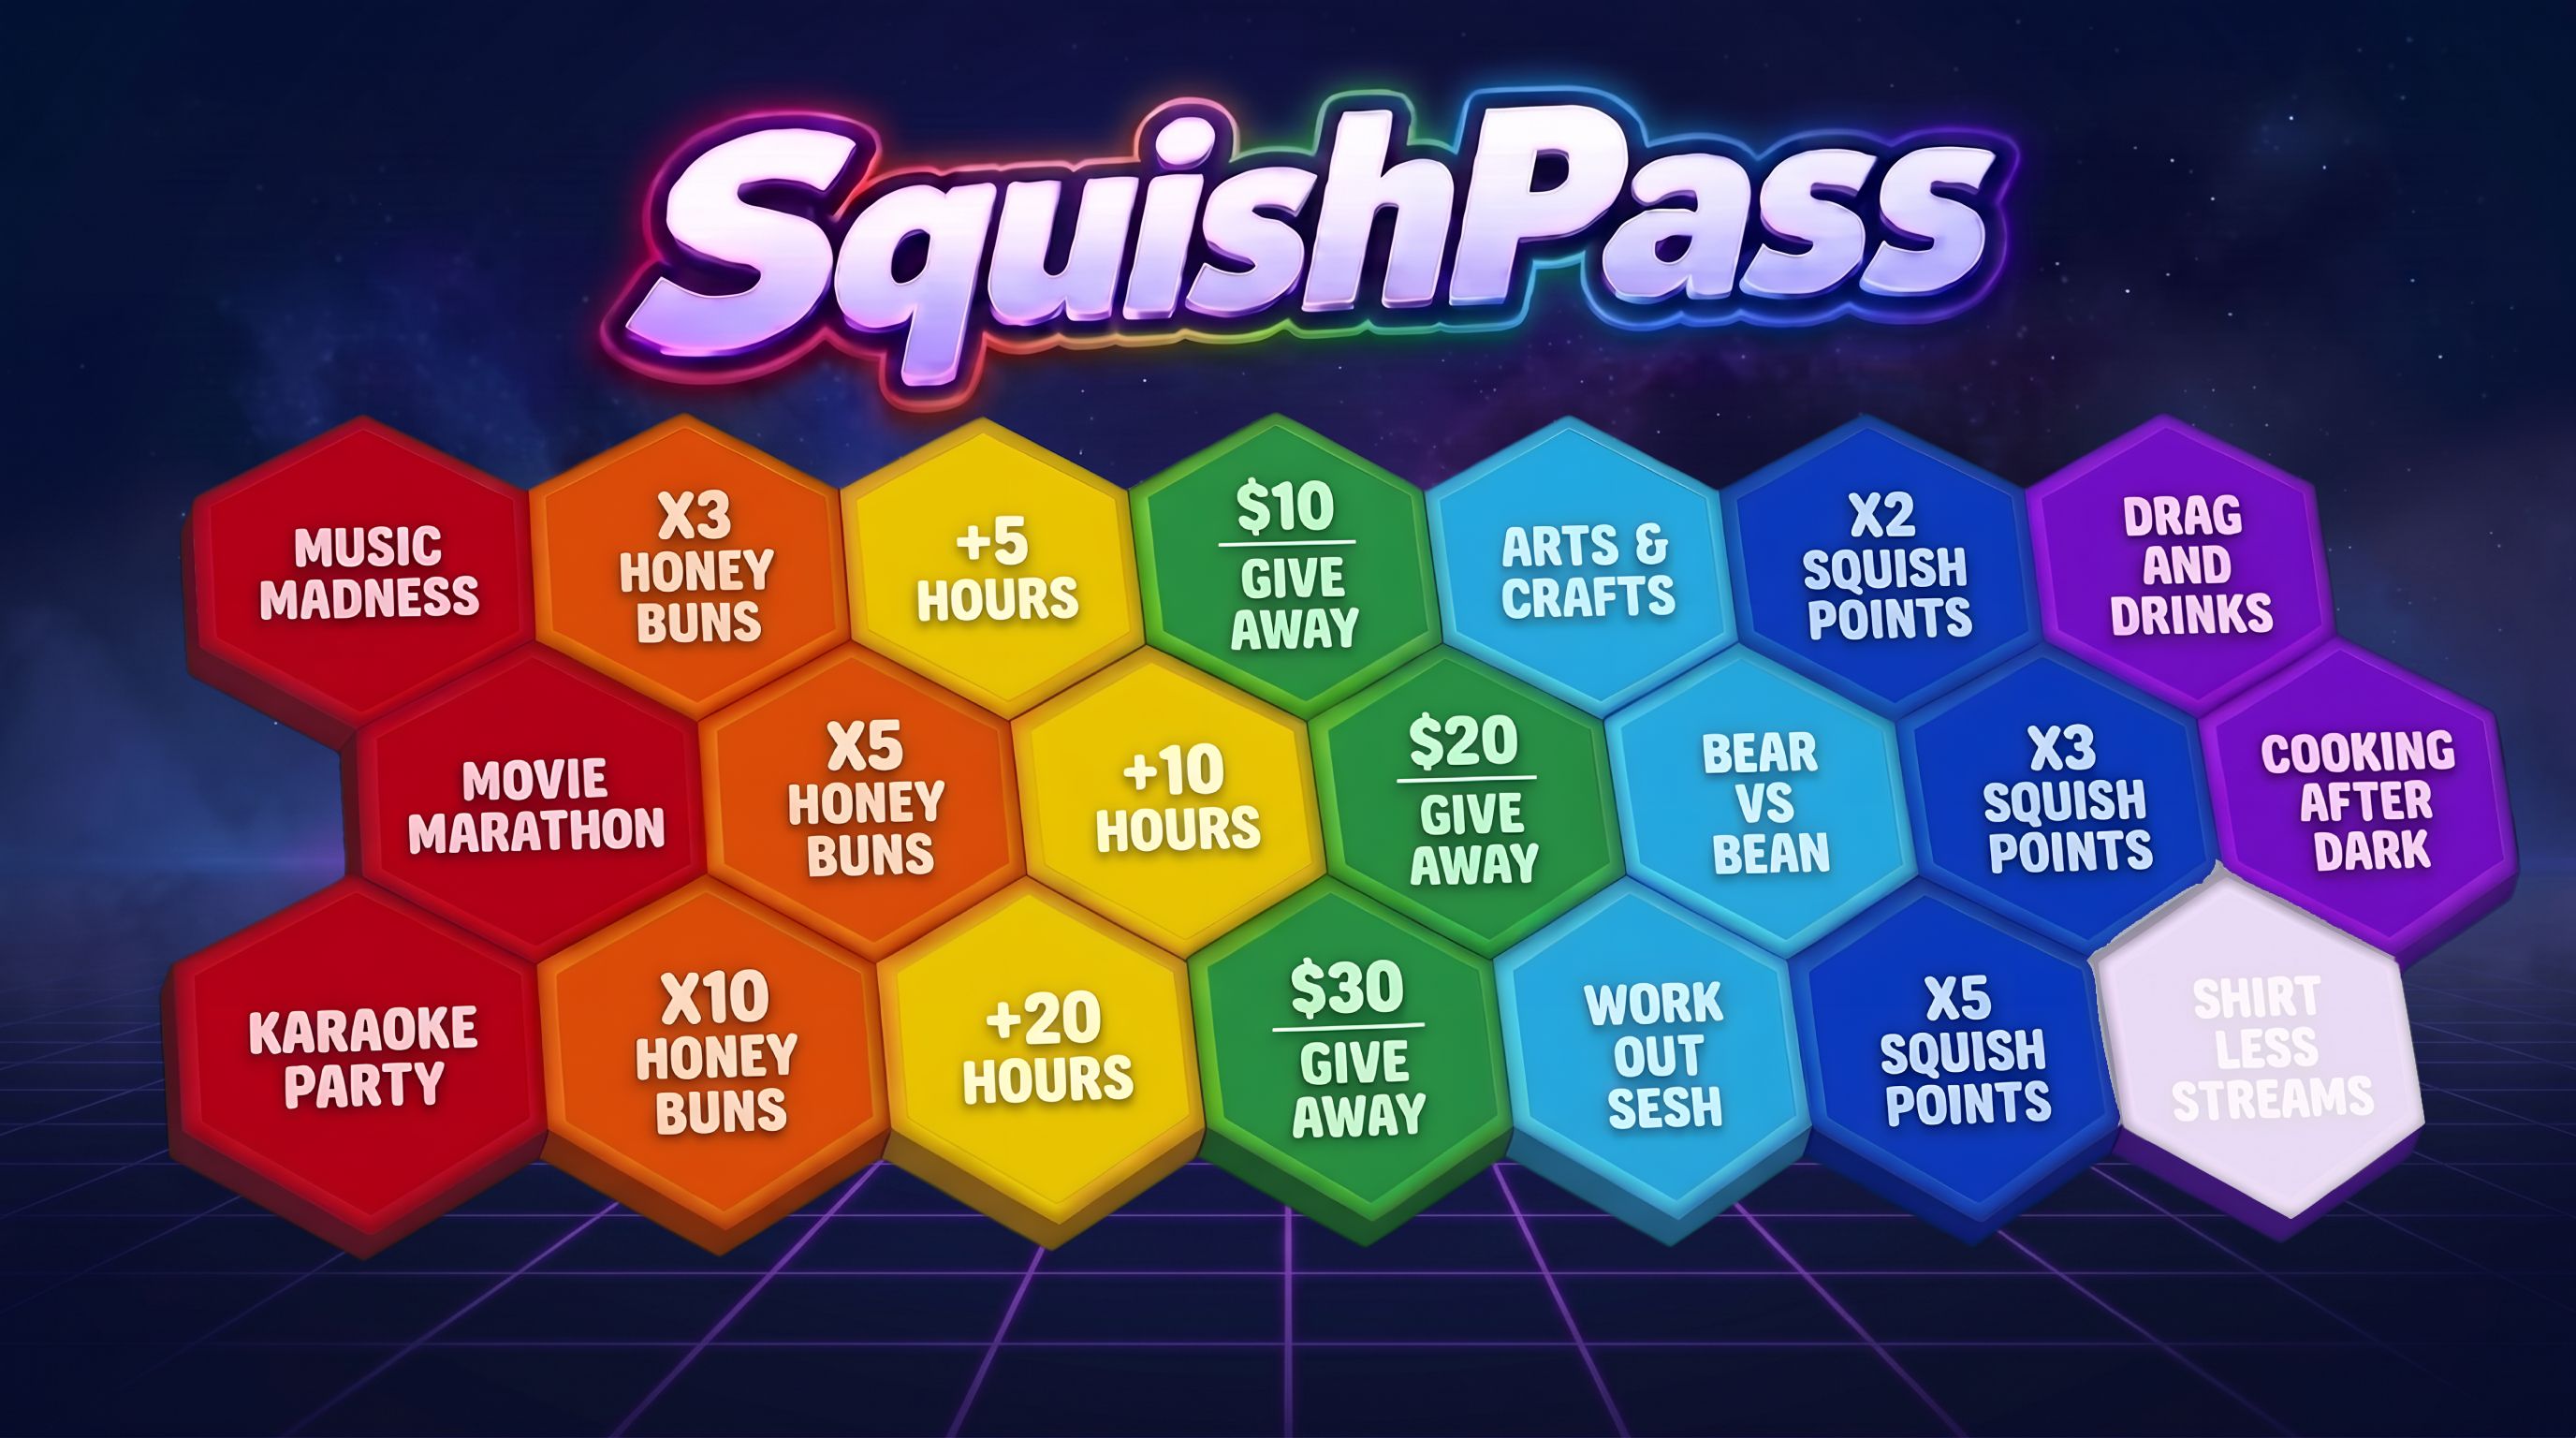 SquishPass
MUSIC
MADNESS
X3
HONEY
BUNS
+5
HOURS
$10
GIVE
AWAY
ARTS &
CRAFTS
X2
SQUISH
POINTS
DRAG
AND
DRINKS
MOVIE
MARATHON
X5
HONEY
BUNS
+10
HOURS
$20
GIVE
AWAY
BEAR
VS
BEAN
X3
SQUISH
POINTS
COOKING
AFTER
DARK
KARAOKE
PARTY
X10
HONEY
BUNS
+20
HOURS
$30
GIVE
AWAY
WORK
OUT
SESH
X5
SQUISH
POINTS
SHIRT
LESS
STREAMS